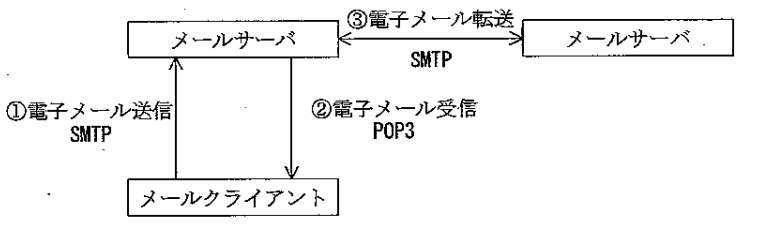 ③電子メール転送
メールサーバ
メールサーバ
SMTP
①電子メール送信
SMTP
②電子メール受信
POP3
メールクライアント